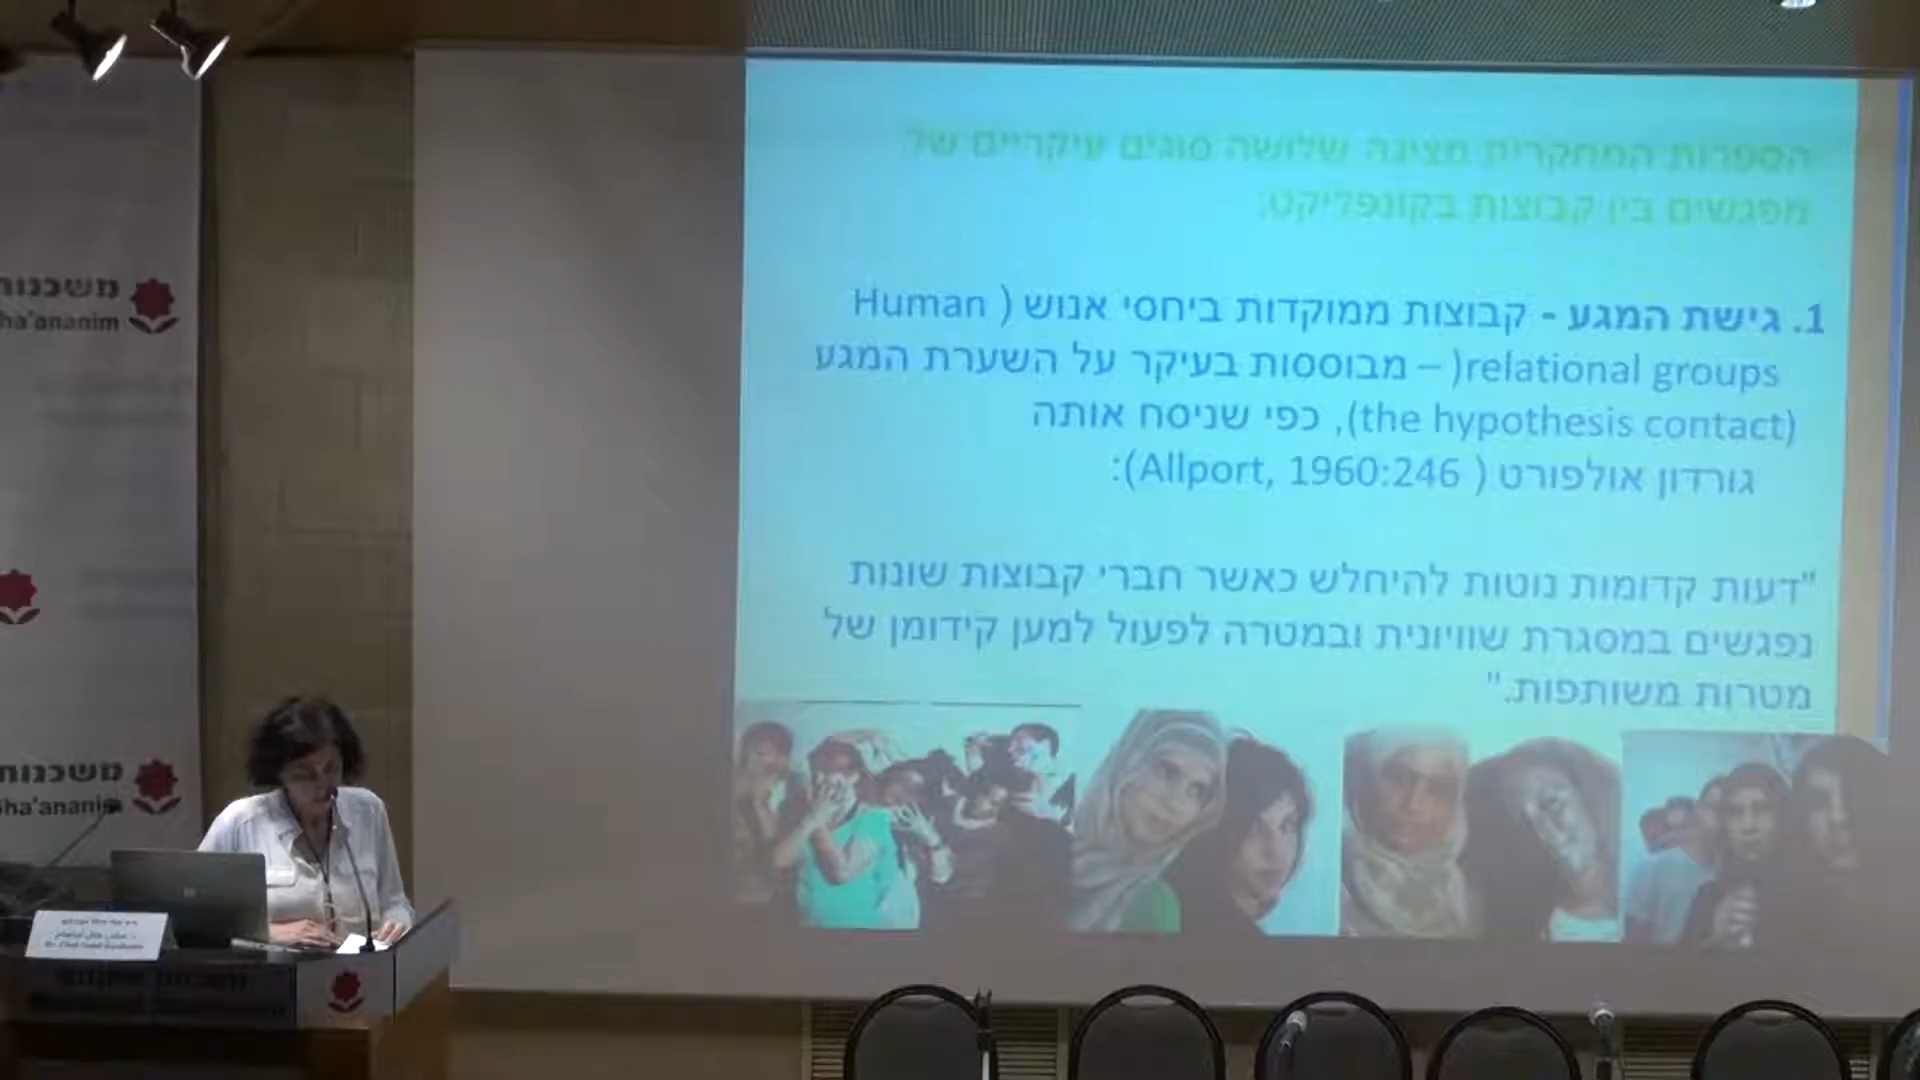 הספרות המחקרית מציגה שלושה סוגים עיקריים של
מפגשים בין קבוצות בקונפליקט:
1. גישת המגע - קבוצות ממוקדות ביחסי אנוש ( Human
relational groups( – מבוססות בעיקר על השערת המגע
(the hypothesis contact), כפי שניסח אותה
גורדון אולפורט ( Allport, 1960:246):
"דעות קדומות נוטות להיחלש כאשר חברי קבוצות שונות
נפגשים במסגרת שוויונית ובמטרה לפעול למען קידומן של
מטרות משותפות."
משכנות
ha'ananim
משכנות
ha'ananim